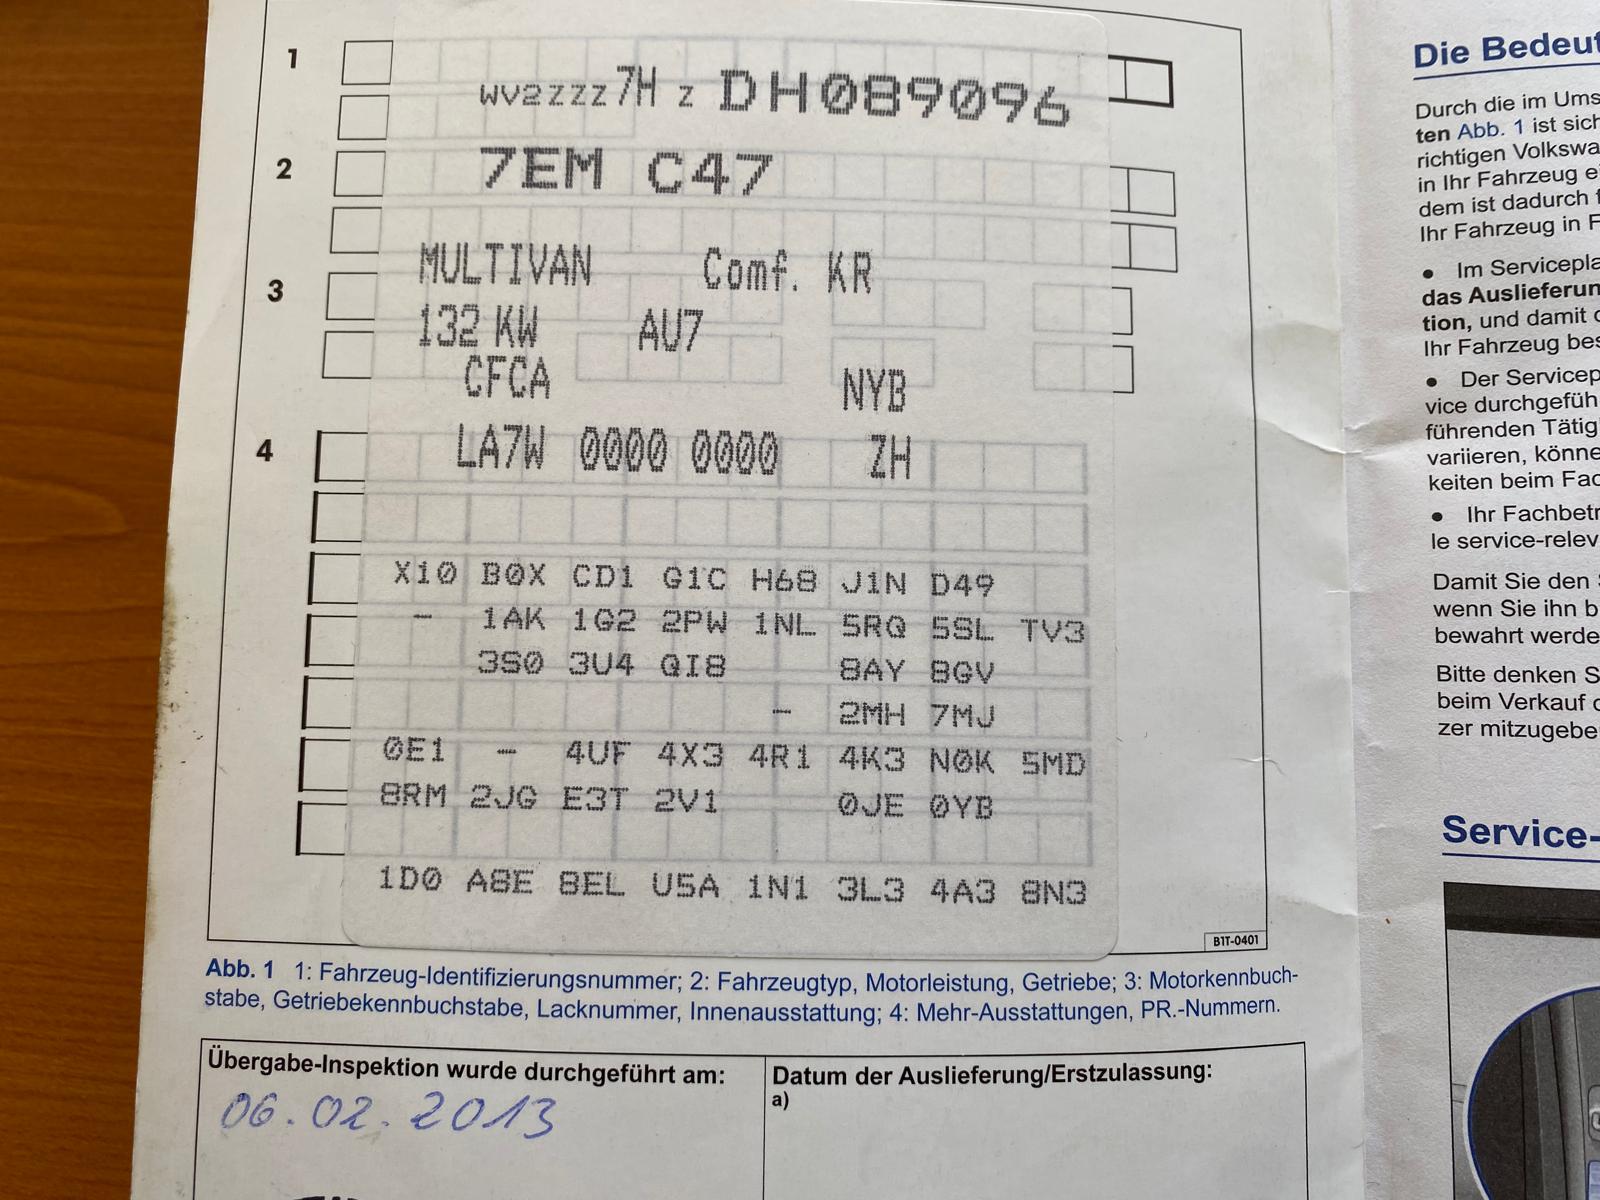 1
WV2ZZZ7H Z DH089096
2
7EM C47
MULTIVAN Comf. KR
3
132 KW AU7
CFCA NYB
4
LA7W 0000 0000 ZH
X10 B0X CD1 G1C H68 J1N D49
- 1AK 1G2 2PW 1NL 5RQ 5SL TV3
3S0 3U4 QI8 8AY 8GV
- 2MH 7MJ
0E1 - 4UF 4X3 4R1 4K3 N0K 5MD
8RM 2JG E3T 2V1 0JE 0YB
1D0 A8E 8EL U5A 1N1 3L3 4A3 8N3
B1T-0401
Abb. 1 1: Fahrzeug-Identifizierungsnummer; 2: Fahrzeugtyp, Motorleistung, Getriebe; 3: Motorkennbuch-
stabe, Getriebekennbuchstabe, Lacknummer, Innenausstattung; 4: Mehr-Ausstattungen, PR.-Nummern.
Übergabe-Inspektion wurde durchgeführt am:
06.02.2013
Datum der Auslieferung/Erstzulassung:
a)
Die Bedeut
Durch die im Ums
ten Abb. 1 ist sich
richtigen Volkswa
in Ihr Fahrzeug e
dem ist dadurch
Ihr Fahrzeug in F
• Im Servicepla
das Auslieferun
tion, und damit
Ihr Fahrzeug bes
• Der Servicep
vice durchgefüh
führenden Tätig
variieren, könne
keiten beim Fac
• Ihr Fachbetr
le service-relev
Damit Sie den
wenn Sie ihn b
bewahrt werde
Bitte denken S
beim Verkauf
zer mitzugebe
Service-